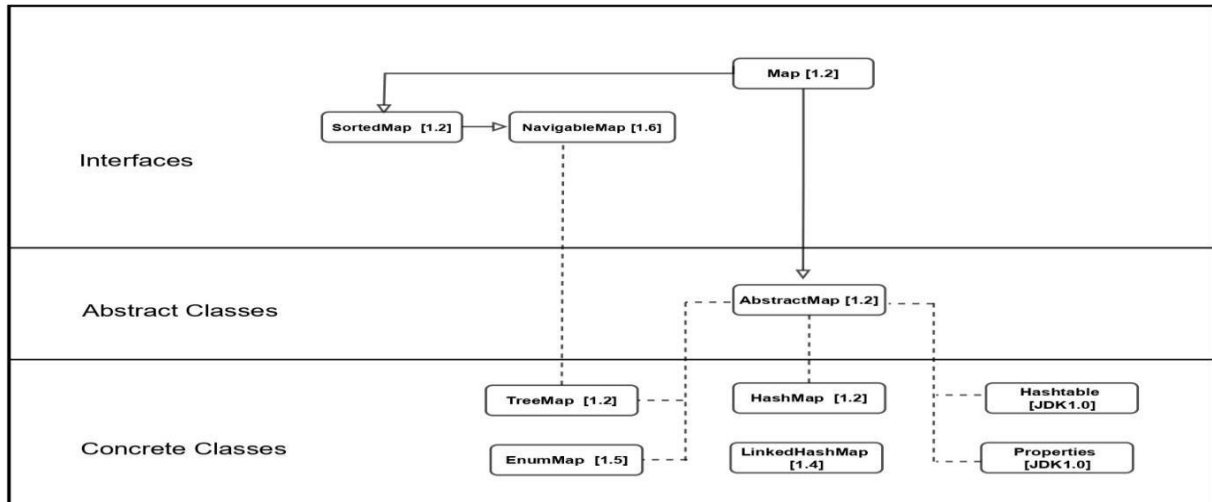 Map [1.2]
SortedMap [1.2]
NavigableMap [1.6]
Interfaces
AbstractMap [1.2]
Abstract Classes
TreeMap [1.2]
HashMap [1.2]
Hashtable
[JDK1.0]
Concrete Classes
EnumMap [1.5]
LinkedHashMap
[1.4]
Properties
[JDK1.0]